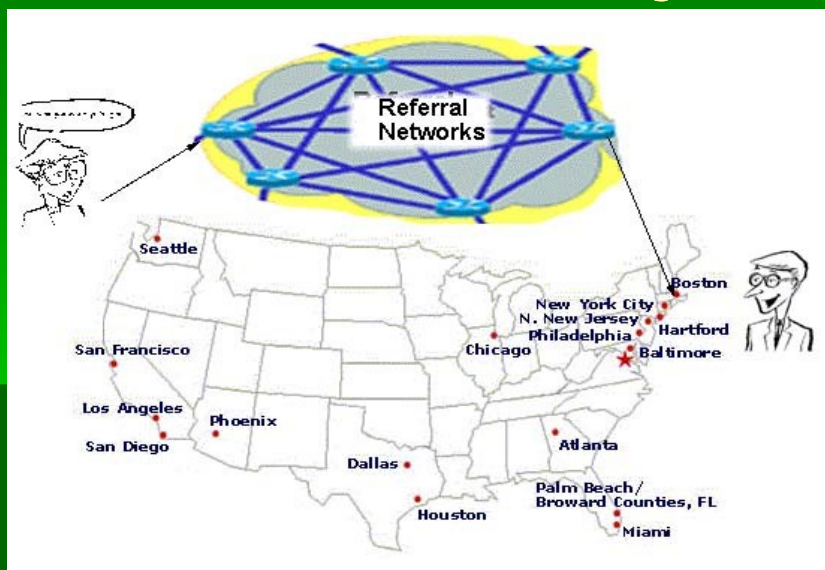 Referral
Networks
Seattle
Boston
New York City
N. New Jersey
Hartford
Philadelphia
Baltimore
Chicago
San Francisco
Los Angeles
San Diego
Phoenix
Dallas
Houston
Atlanta
Palm Beach/
Broward Counties, FL
Miami